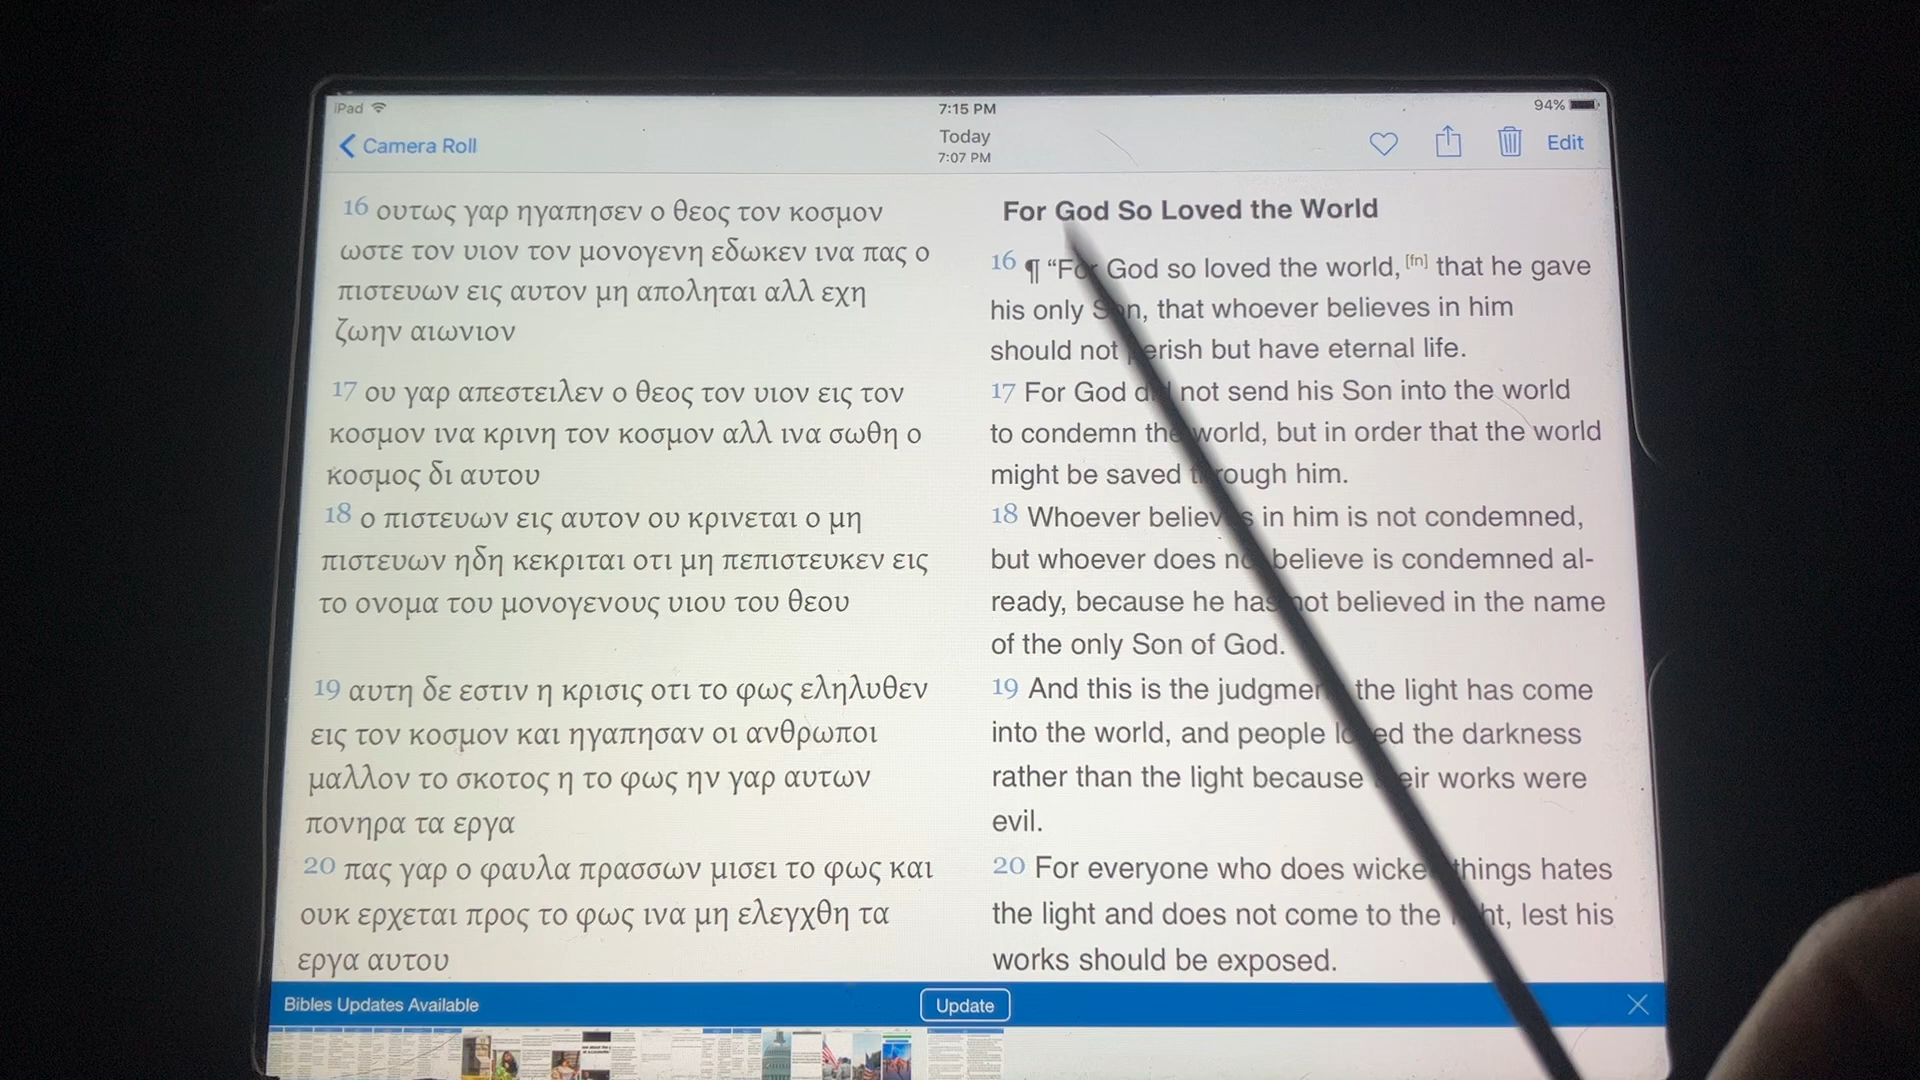 iPad
7:15 PM
94%
Camera Roll
Today
7:07 PM
Edit
16 ουτως γαρ ηγαπησεν ο θεος τον κοσμον
ωστε τον υιον τον μονογενη εδωκεν ινα πας ο
πιστευων εις αυτον μη αποληται αλλ εχη
ζωην αιωνιον
17 ου γαρ απεστειλεν ο θεος τον υιον εις τον
κοσμον ινα κρινη τον κοσμον αλλ ινα σωθη ο
κοσμος δι αυτου
18 ο πιστευων εις αυτον ου κρινεται ο μη
πιστευων ηδη κεκριται οτι μη πεπιστευκεν εις
το ονομα του μονογενους υιου του θεου
19 αυτη δε εστιν η κρισις οτι το φως εληλυθεν
εις τον κοσμον και ηγαπησαν οι ανθρωποι
μαλλον το σκοτος η το φως ην γαρ αυτων
πονηρα τα εργα
20 πας γαρ ο φαυλα πρασσων μισει το φως και
ουκ ερχεται προς το φως ινα μη ελεγχθη τα
εργα αυτου
For God So Loved the World
16 ¶ “For God so loved the world, [fn] that he gave
his only Son, that whoever believes in him
should not perish but have eternal life.
17 For God did not send his Son into the world
to condemn the world, but in order that the world
might be saved through him.
18 Whoever believes in him is not condemned,
but whoever does not believe is condemned al-
ready, because he has not believed in the name
of the only Son of God.
19 And this is the judgment: the light has come
into the world, and people loved the darkness
rather than the light because their works were
evil.
20 For everyone who does wicked things hates
the light and does not come to the light, lest his
works should be exposed.
Bibles Updates Available
Update